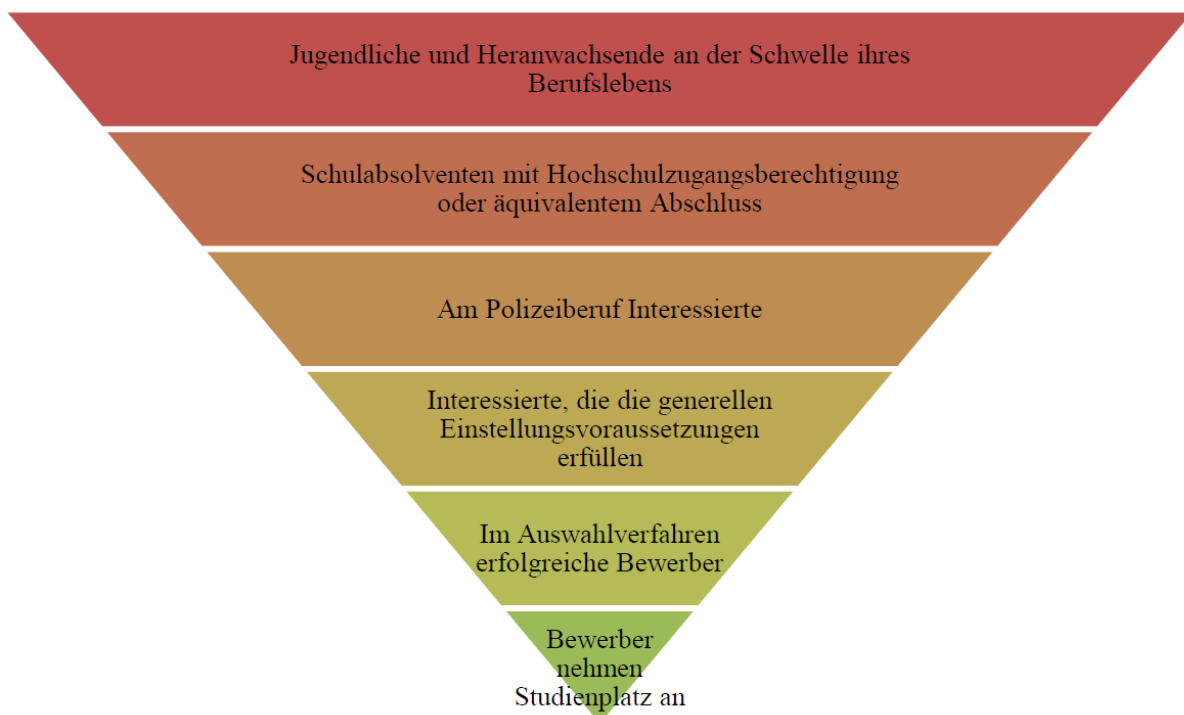 Jugendliche und Heranwachsende an der Schwelle ihres
Berufslebens
Schulabsolventen mit Hochschulzugangsberechtigung
oder äquivalentem Abschluss
Am Polizeiberuf Interessierte
Interessierte, die die generellen
Einstellungsvoraussetzungen
erfüllen
Im Auswahlverfahren
erfolgreiche Bewerber
Bewerber
nehmen
Studienplatz an